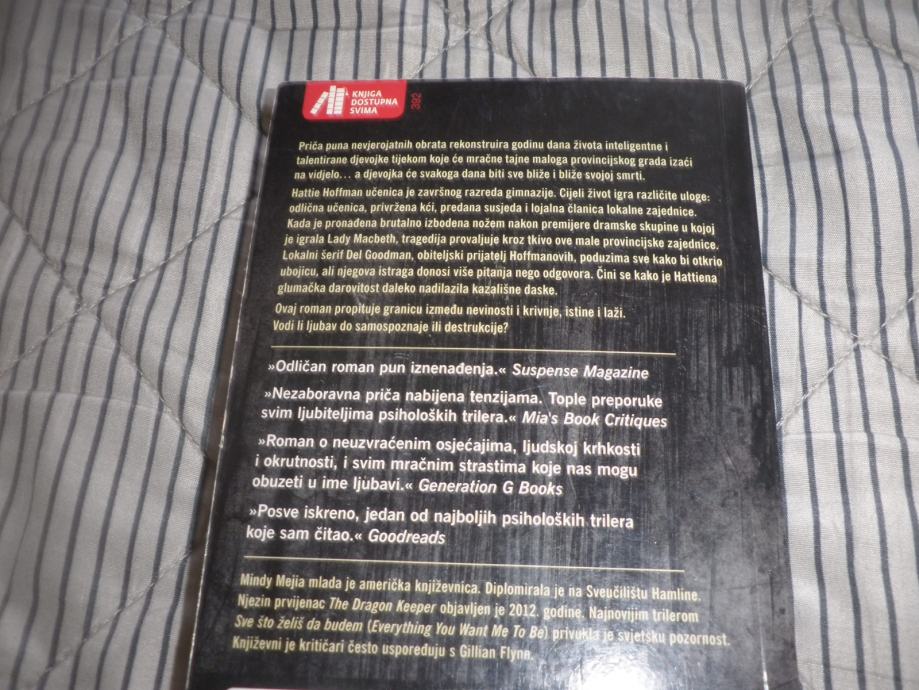 KNJIGA
DOSTUPNA
SVIMA
392
Priča puna nevjerojatnih obrata rekonstruira godinu dana života inteligentne i
talentirane djevojke tijekom koje će mračne tajne maloga provincijskog grada izaći
na vidjelo... a djevojka će svakoga dana biti sve bliže i bliže svojoj smrti.
Hattie Hoffman učenica je završnog razreda gimnazije. Cijeli život igra različite uloge:
odlična učenica, privržena kći, predana susjeda i lojalna članica lokalne zajednice.
Kada je pronađena brutalno izbodena nožem nakon premijere dramske skupine u kojoj
je igrala Lady Macbeth, tragedija provaljuje kroz tkivo ove male provincijske zajednice.
Lokalni šerif Del Goodman, obiteljski prijatelj Hoffmanovih, poduzima sve kako bi otkrio
ubojicu, ali njegova istraga donosi više pitanja nego odgovora. Čini se kako je Hattiena
glumačka darovitost daleko nadilazila kazališne daske.
Ovaj roman propituje granicu između nevinosti i krivnje, istine i laži.
Vodi li ljubav do samospoznaje ili destrukcije?
»Odličan roman pun iznenađenja.« Suspense Magazine
»Nezaboravna priča nabijena tenzijama. Tople preporuke
svim ljubiteljima psiholoških trilera.« Mia's Book Critiques
»Roman o neuzvraćenim osjećajima, ljudskoj krhkosti
i okrutnosti, i svim mračnim strastima koje nas mogu
obuzeti u ime ljubavi.« Generation G Books
»Posve iskreno, jedan od najboljih psiholoških trilera
koje sam čitao.« Goodreads
Mindy Mejia mlada je američka književnica. Diplomirala je na Sveučilištu Hamline.
Njezin prvijenac The Dragon Keeper objavljen je 2012. godine. Najnovijim trilerom
Sve što želiš da budem (Everything You Want Me To Be) privukla je svjetsku pozornost.
Književni je kritičari često uspoređuju s Gillian Flynn.